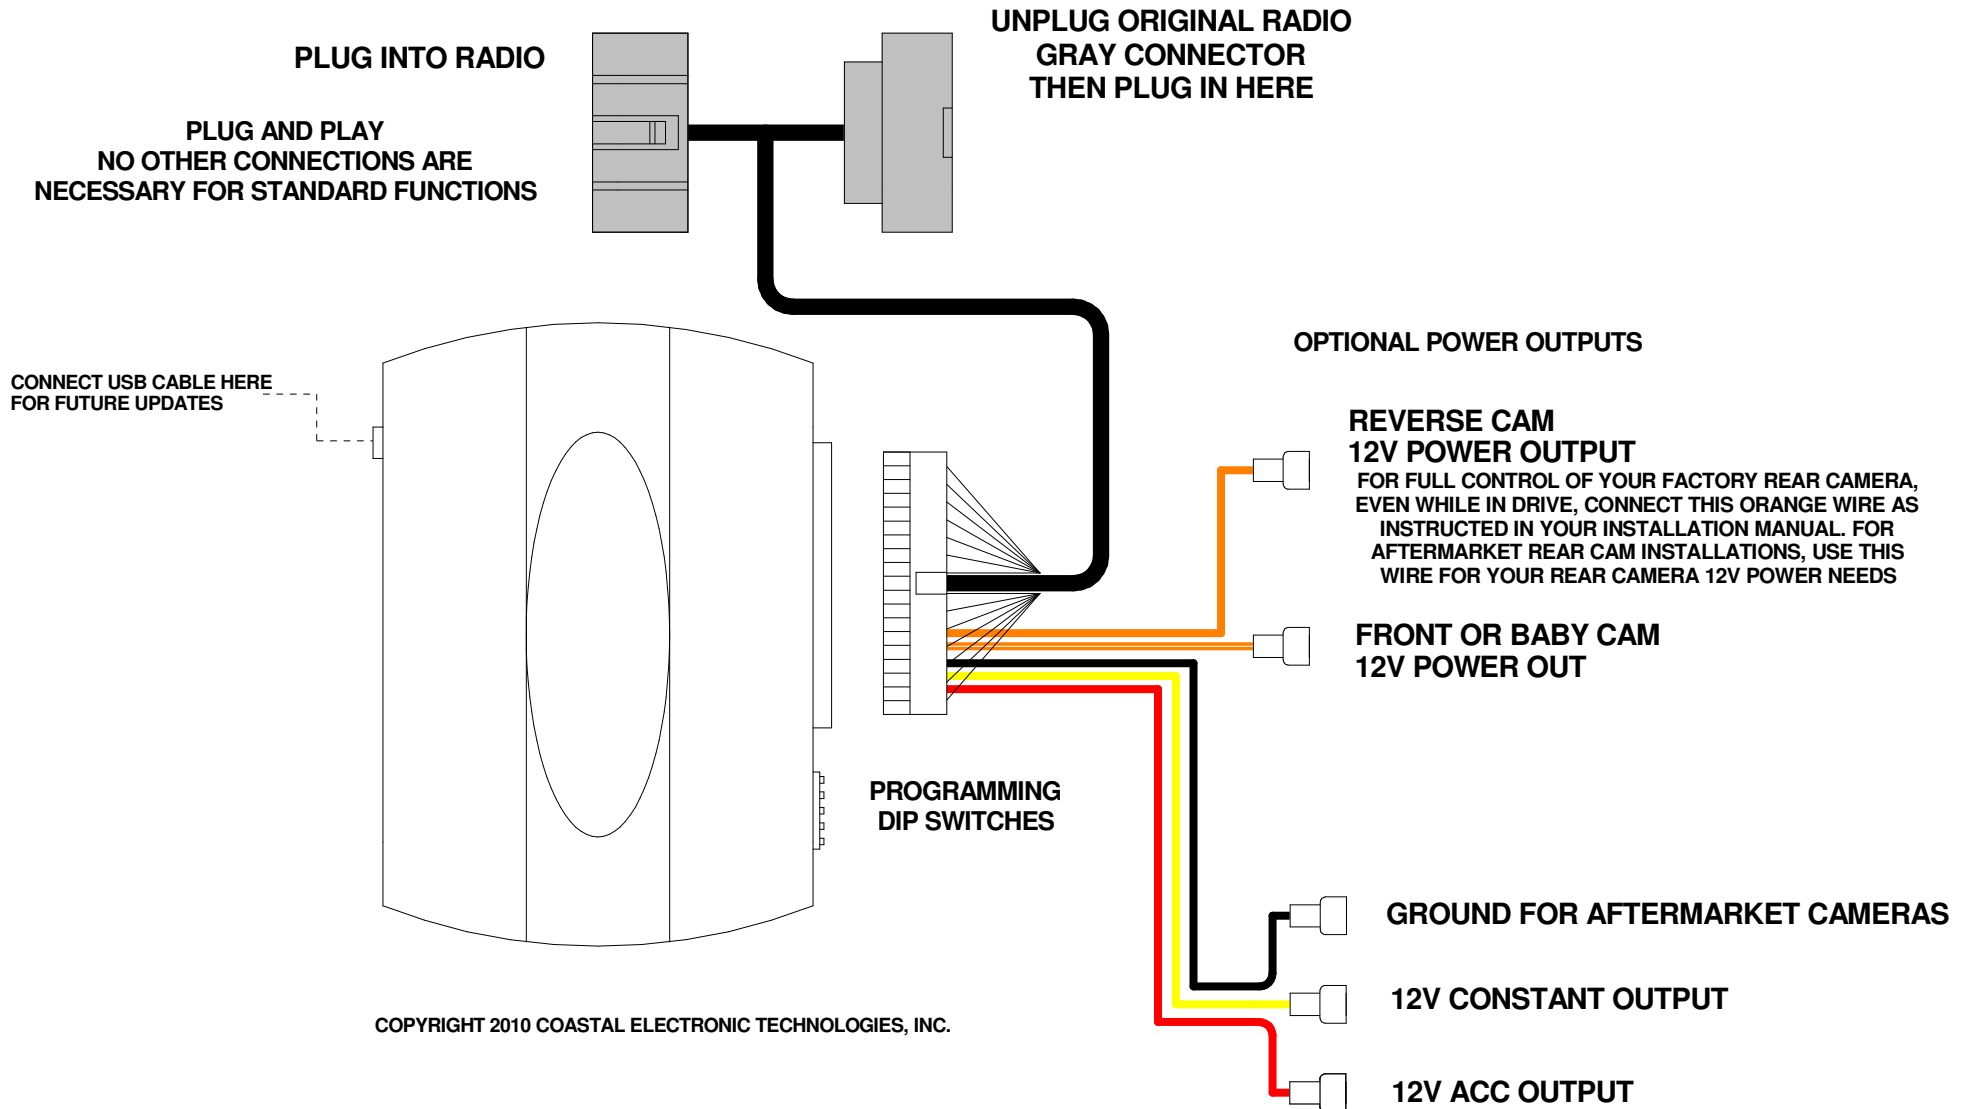 PLUG INTO RADIO
UNPLUG ORIGINAL RADIO
GRAY CONNECTOR
THEN PLUG IN HERE
PLUG AND PLAY
NO OTHER CONNECTIONS ARE
NECESSARY FOR STANDARD FUNCTIONS
OPTIONAL POWER OUTPUTS
CONNECT USB CABLE HERE
FOR FUTURE UPDATES
REVERSE CAM
12V POWER OUTPUT
FOR FULL CONTROL OF YOUR FACTORY REAR CAMERA,
EVEN WHILE IN DRIVE, CONNECT THIS ORANGE WIRE AS
INSTRUCTED IN YOUR INSTALLATION MANUAL. FOR
AFTERMARKET REAR CAM INSTALLATIONS, USE THIS
WIRE FOR YOUR REAR CAMERA 12V POWER NEEDS
FRONT OR BABY CAM
12V POWER OUT
PROGRAMMING
DIP SWITCHES
GROUND FOR AFTERMARKET CAMERAS
12V CONSTANT OUTPUT
COPYRIGHT 2010 COASTAL ELECTRONIC TECHNOLOGIES, INC.
12V ACC OUTPUT